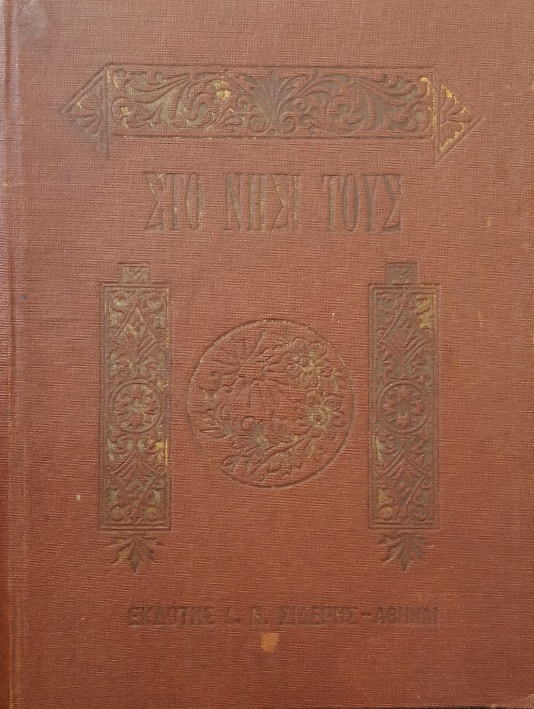 ΣΤΟ ΝΗΣΙ ΤΟΥΣ
ΕΚΔΟΤΗΣ Ι. Ν. ΣΙΔΕΡΗΣ - ΑΘΗΝΑΙ